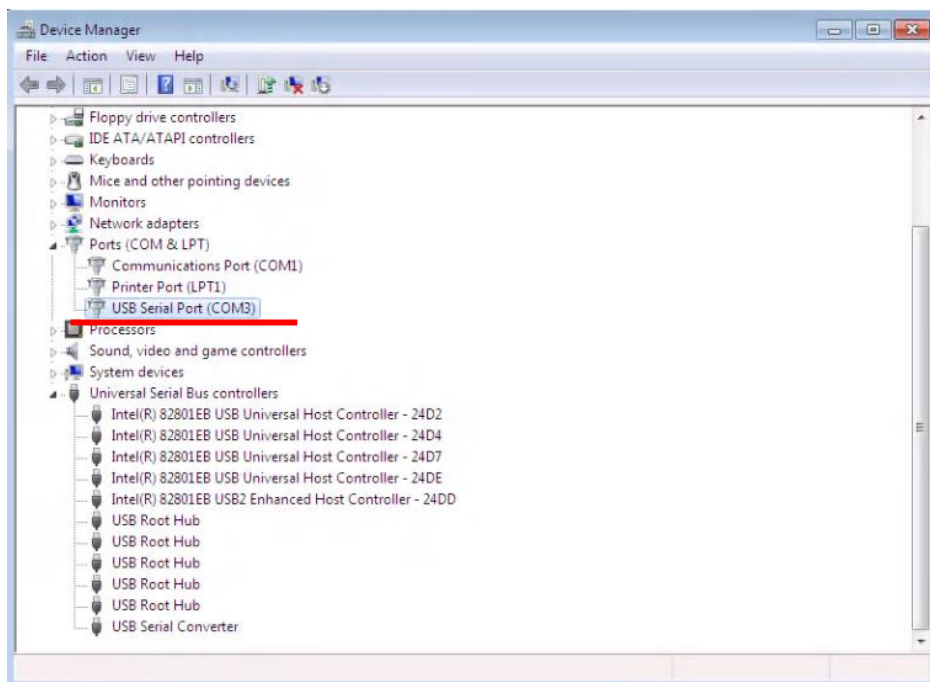 Device Manager
File Action View Help
Floppy drive controllers
IDE ATA/ATAPI controllers
Keyboards
Mice and other pointing devices
Monitors
Network adapters
Ports (COM & LPT)
Communications Port (COM1)
Printer Port (LPT1)
USB Serial Port (COM3)
Processors
Sound, video and game controllers
System devices
Universal Serial Bus controllers
Intel(R) 82801EB USB Universal Host Controller - 24D2
Intel(R) 82801EB USB Universal Host Controller - 24D4
Intel(R) 82801EB USB Universal Host Controller - 24D7
Intel(R) 82801EB USB Universal Host Controller - 24DE
Intel(R) 82801EB USB2 Enhanced Host Controller - 24DD
USB Root Hub
USB Root Hub
USB Root Hub
USB Root Hub
USB Root Hub
USB Serial Converter